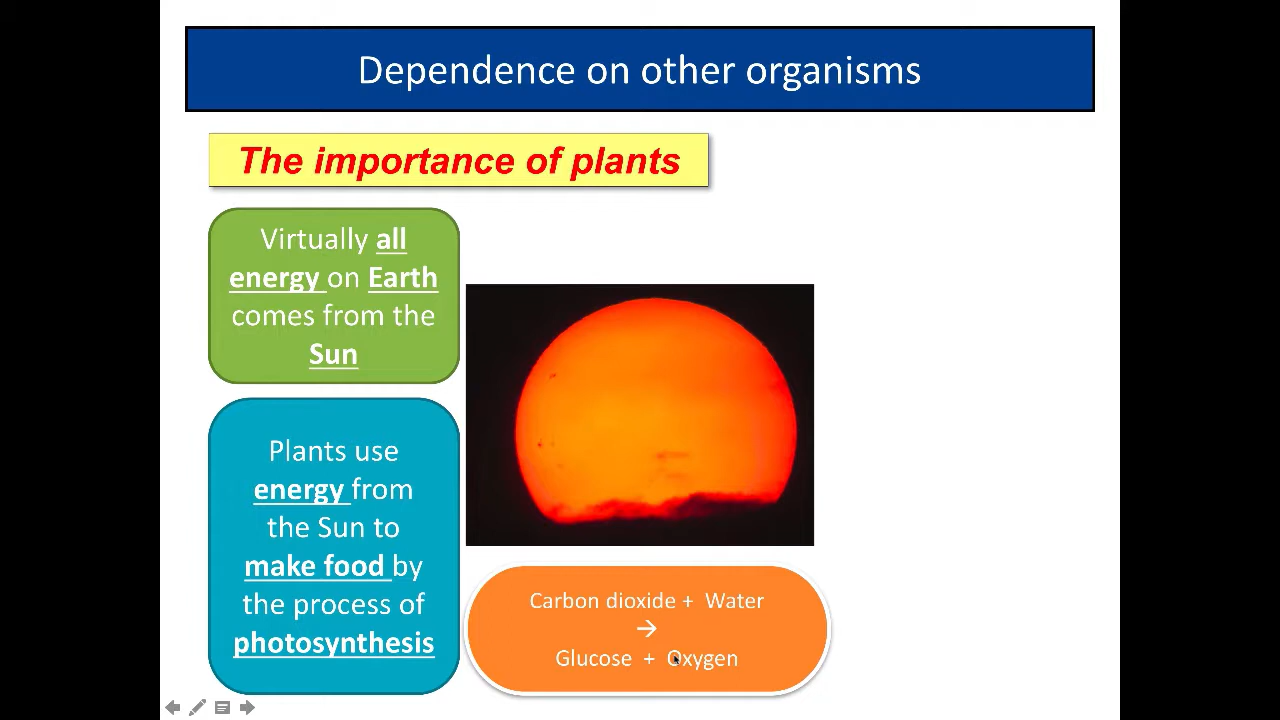 Dependence on other organisms
The importance of plants
Virtually all
energy on Earth
comes from the
Sun
Plants use
energy from
the Sun to
make food by
the process of
photosynthesis
Carbon dioxide + Water
→
Glucose + Oxygen